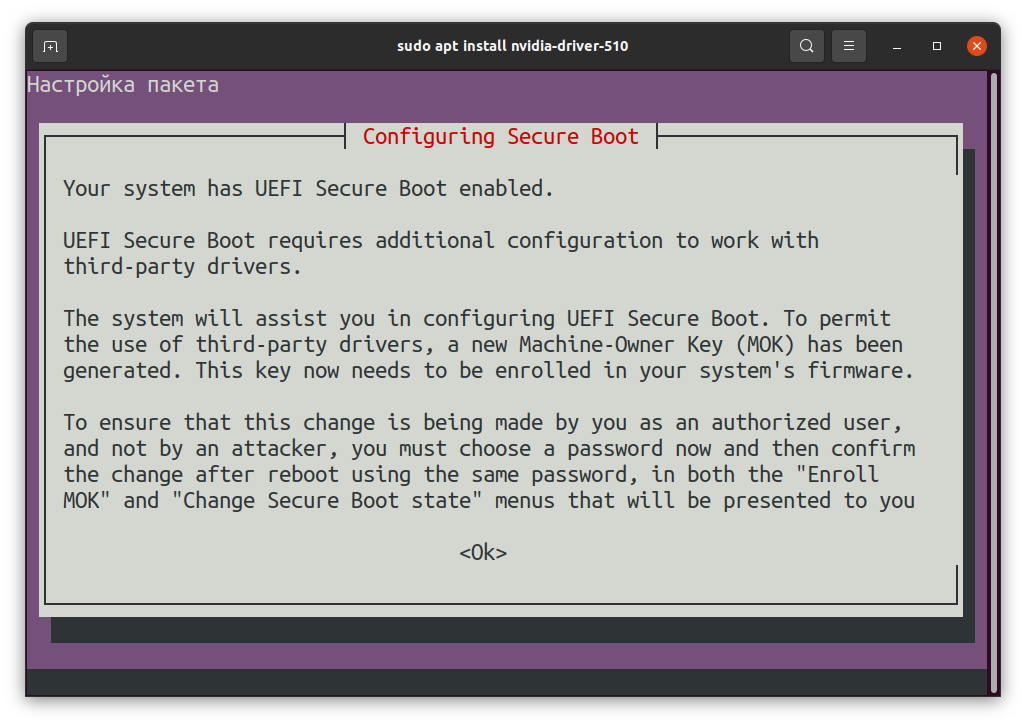 sudo apt install nvidia-driver-510
Настройка пакета
Configuring Secure Boot
Your system has UEFI Secure Boot enabled.
UEFI Secure Boot requires additional configuration to work with
third-party drivers.
The system will assist you in configuring UEFI Secure Boot. To permit
the use of third-party drivers, a new Machine-Owner Key (MOK) has been
generated. This key now needs to be enrolled in your system's firmware.
To ensure that this change is being made by you as an authorized user,
and not by an attacker, you must choose a password now and then confirm
the change after reboot using the same password, in both the "Enroll
MOK" and "Change Secure Boot state" menus that will be presented to you
<Ok>